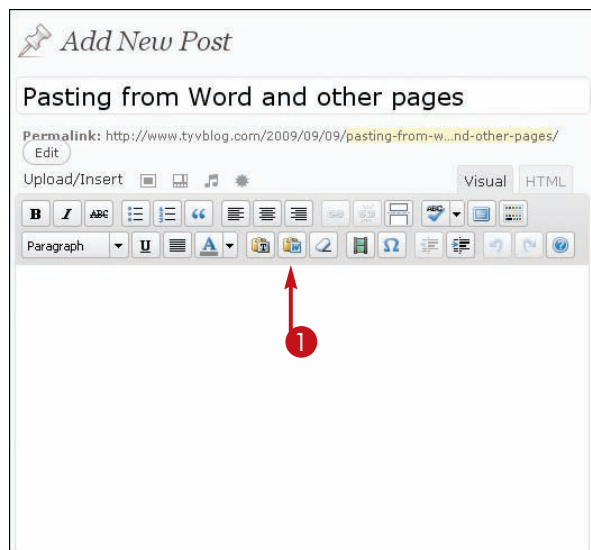 Add New Post
Pasting from Word and other pages
Permalink: http://www.tyvblog.com/2009/09/09/pasting-from-w...nd-other-pages/
Edit
Upload/Insert
Visual HTML
B I ABC “ ABC
Paragraph U A T W Ω ?
1